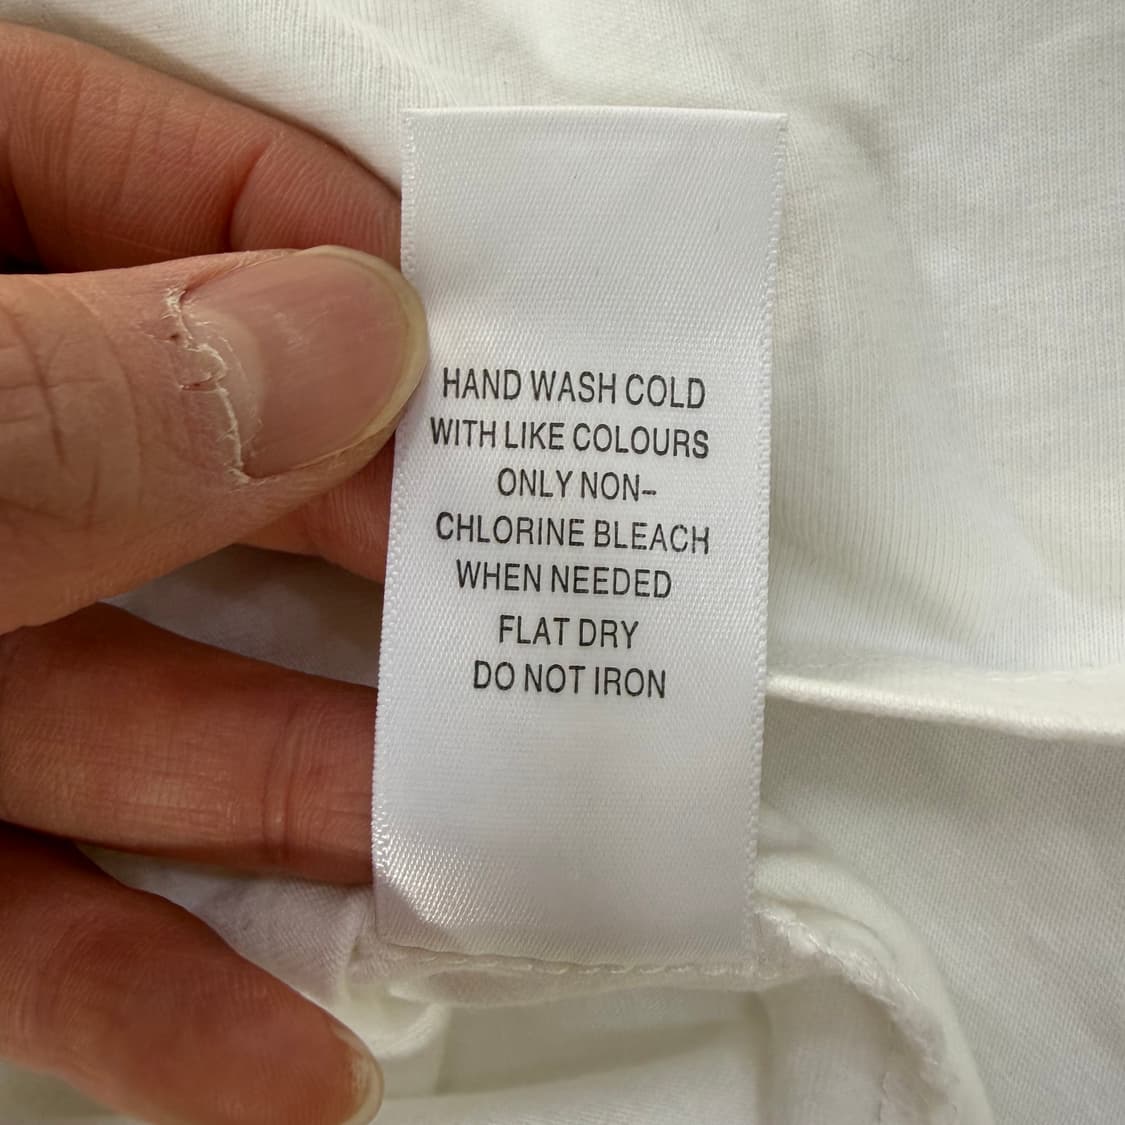 HAND WASH COLD
WITH LIKE COLOURS
ONLY NON-
CHLORINE BLEACH
WHEN NEEDED
FLAT DRY
DO NOT IRON